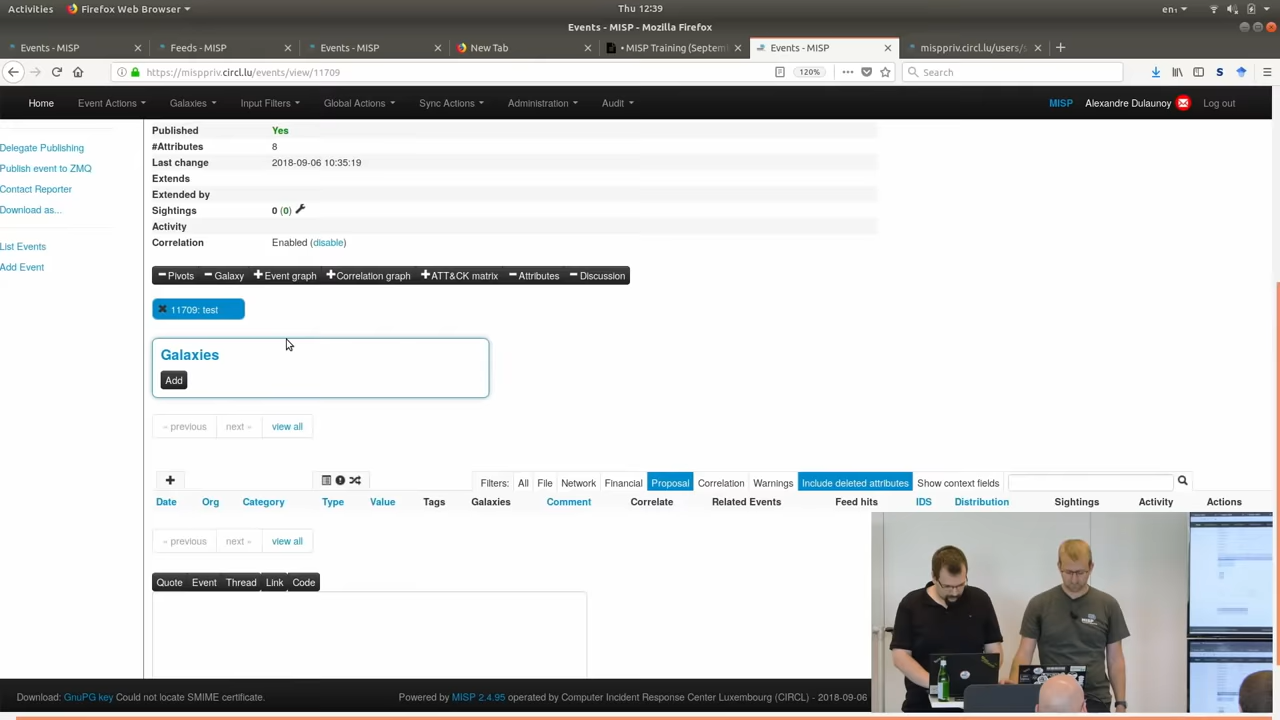 Activities Firefox Web Browser Thu 12:39 en₁
Events - MISP - Mozilla Firefox
Events - MISP Feeds - MISP Events - MISP New Tab • MISP Training (Septem Events - MISP misppriv.circl.lu/users/
https://misppriv.circl.lu/events/view/11709 120% Search
Home Event Actions Galaxies Input Filters Global Actions Sync Actions Administration Audit MISP Alexandre Dulaunoy Log out
Published Yes
Delegate Publishing
#Attributes 8
Last change 2018-09-06 10:35:19
Publish event to ZMQ
Extends
Contact Reporter
Extended by
Download as...
Sightings 0 (0)
Activity
Correlation Enabled (disable)
List Events
Add Event
Pivots Galaxy Event graph Correlation graph ATT&CK matrix Attributes Discussion
11709: test
Galaxies
Add
« previous next » view all
Filters: All File Network Financial Proposal Correlation Warnings Include deleted attributes Show context fields
Date Org Category Type Value Tags Galaxies Comment Correlate Related Events Feed hits IDS Distribution Sightings Activity Actions
« previous next » view all
Quote Event Thread Link Code
MISP
Download: GnuPG key Could not locate SMIME certificate. Powered by MISP 2.4.95 operated by Computer Incident Response Center Luxembourg (CIRCL) - 2018-09-06